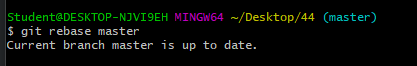 Student@DESKTOP-NJVI9EH MINGW64 ~/Desktop/44 (master)
$ git rebase master
Current branch master is up to date.